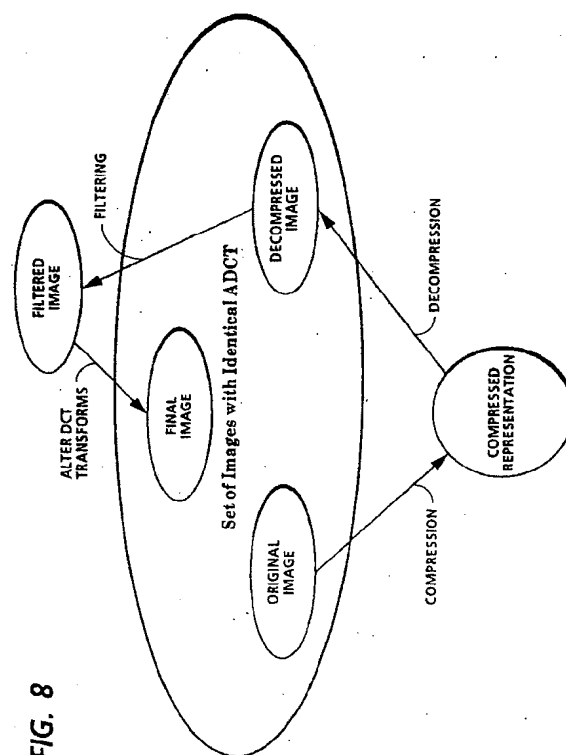 FIG. 8
ALTER DCT
TRANSFORMS
FILTERED
IMAGE
FILTERING
FINAL
IMAGE
DECOMPRESSED
IMAGE
Set of Images with Identical ADCT
ORIGINAL
IMAGE
COMPRESSION
DECOMPRESSION
COMPRESSED
REPRESENTATION